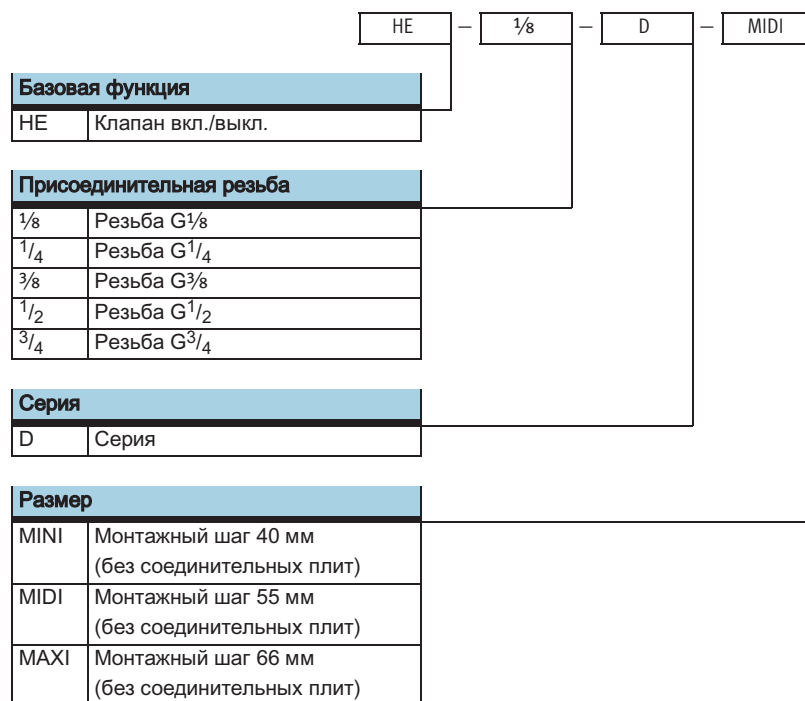 HE – ⅛ – D – MIDI
Базовая функция
HE Клапан вкл./выкл.
Присоединительная резьба
⅛ Резьба G⅛
1/4 Резьба G1/4
⅜ Резьба G⅜
1/2 Резьба G1/2
3/4 Резьба G3/4
Серия
D Серия
Размер
MINI Монтажный шаг 40 мм
(без соединительных плит)
MIDI Монтажный шаг 55 мм
(без соединительных плит)
MAXI Монтажный шаг 66 мм
(без соединительных плит)